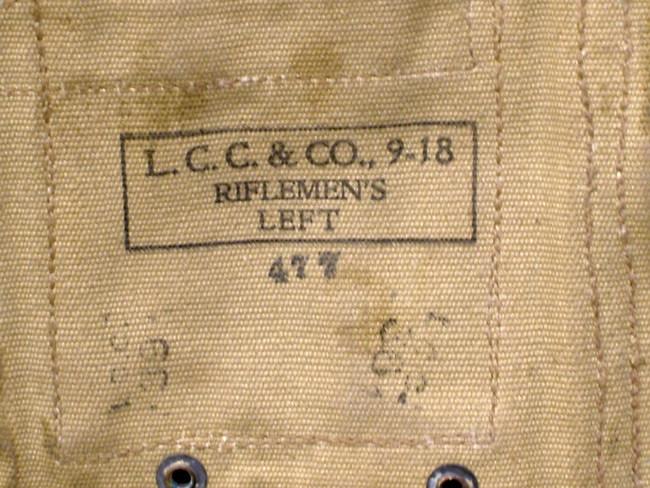 L. C. C. & CO., 9-18
RIFLEMEN'S
LEFT
477